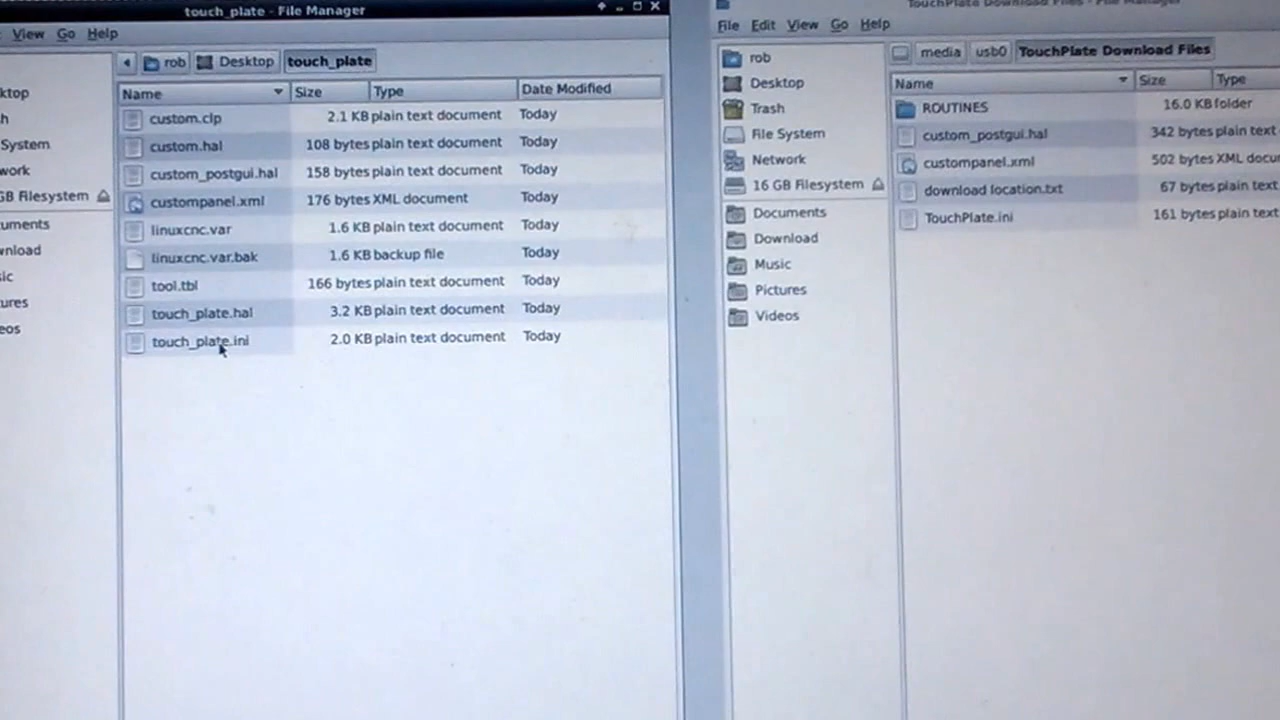 touch_plate - File Manager
View Go Help
rob Desktop touch_plate
Name Size Type Date Modified
custom.clp 2.1 KB plain text document Today
custom.hal 108 bytes plain text document Today
custom_postgui.hal 158 bytes plain text document Today
custompanel.xml 176 bytes XML document Today
linuxcnc.var 1.6 KB plain text document Today
linuxcnc.var.bak 1.6 KB backup file Today
tool.tbl 166 bytes plain text document Today
touch_plate.hal 3.2 KB plain text document Today
touch_plate.ini 2.0 KB plain text document Today
ktop
h
System
work
GB Filesystem
uments
wnload
ic
ures
eos
TouchPlate Download Files - File Manager
File Edit View Go Help
media usb0 TouchPlate Download Files
rob
Desktop
Trash
File System
Network
16 GB Filesystem
Documents
Download
Music
Pictures
Videos
Name Size Type
ROUTINES 16.0 KB folder
custom_postgui.hal 342 bytes plain text
custompanel.xml 502 bytes XML docu
download location.txt 67 bytes plain text
TouchPlate.ini 161 bytes plain text